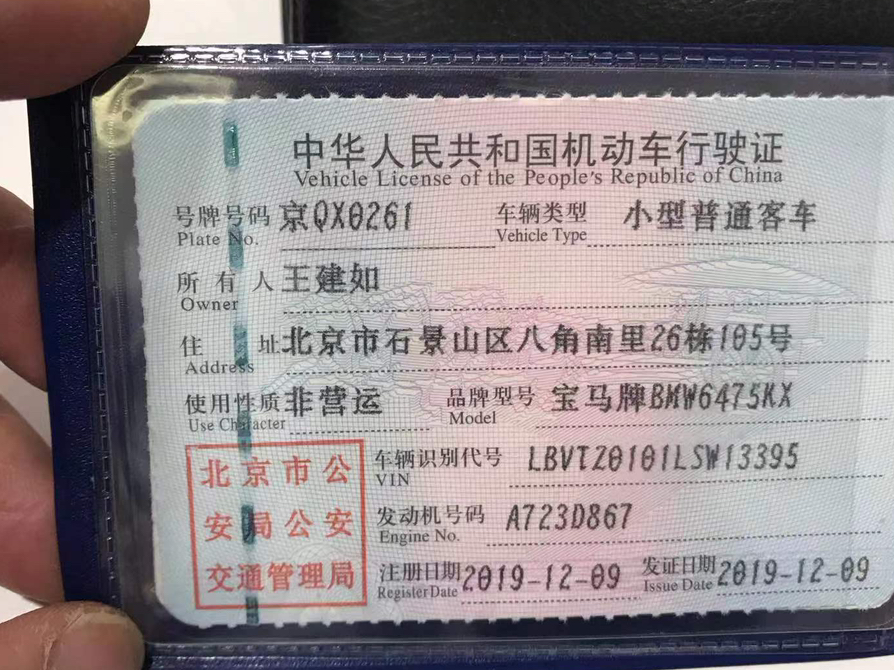 中华人民共和国机动车行驶证
Vehicle License of the People's Republic of China
号牌号码 京QX0261 车辆类型 小型普通客车
Plate No. Vehicle Type
所有人 王建如
Owner
住址 北京市石景山区八角南里26栋105号
Address
使用性质 非营运 品牌型号 宝马牌BMW6475KX
Use Character Model
北京市公 车辆识别代号 LBVTZ0101LSW13395
VIN
安局公安 发动机号码 A723D867
Engine No.
交通管理局 注册日期 2019-12-09 发证日期 2019-12-09
Register Date Issue Date